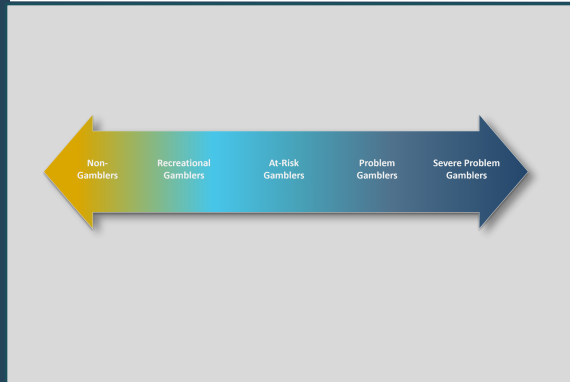 Non-
Gamblers
Recreational
Gamblers
At-Risk
Gamblers
Problem
Gamblers
Severe Problem
Gamblers